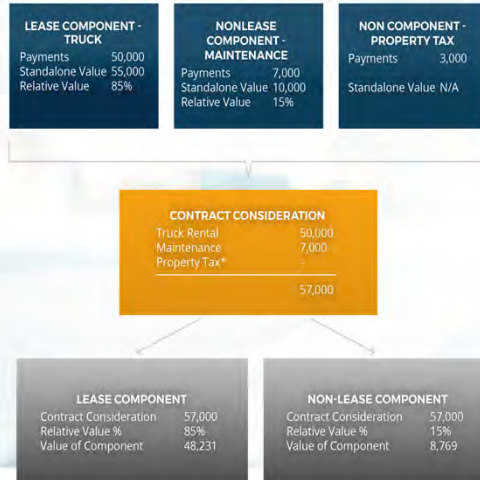 LEASE COMPONENT -
TRUCK
Payments 50,000
Standalone Value 55,000
Relative Value 85%
NONLEASE
COMPONENT -
MAINTENANCE
Payments 7,000
Standalone Value 10,000
Relative Value 15%
NON COMPONENT -
PROPERTY TAX
Payments 3,000
Standalone Value N/A
CONTRACT CONSIDERATION
Truck Rental 50,000
Maintenance 7,000
Property Tax* -
57,000
LEASE COMPONENT
Contract Consideration 57,000
Relative Value % 85%
Value of Component 48,231
NON-LEASE COMPONENT
Contract Consideration 57,000
Relative Value % 15%
Value of Component 8,769